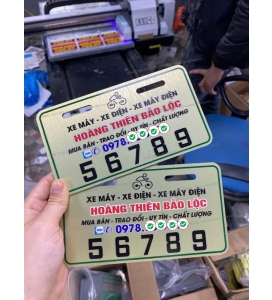 XE MÁY - XE ĐIỆN - XE MÁY ĐIỆN
HOÀNG THIÊN BẢO LỘC
MUA BÁN - TRAO ĐỔI - UY TÍN - CHẤT LƯỢNG
0978.
56789
XE MÁY - XE ĐIỆN - XE MÁY ĐIỆN
HOÀNG THIÊN BẢO LỘC
MUA BÁN - TRAO ĐỔI - UY TÍN - CHẤT LƯỢNG
0978.
56789